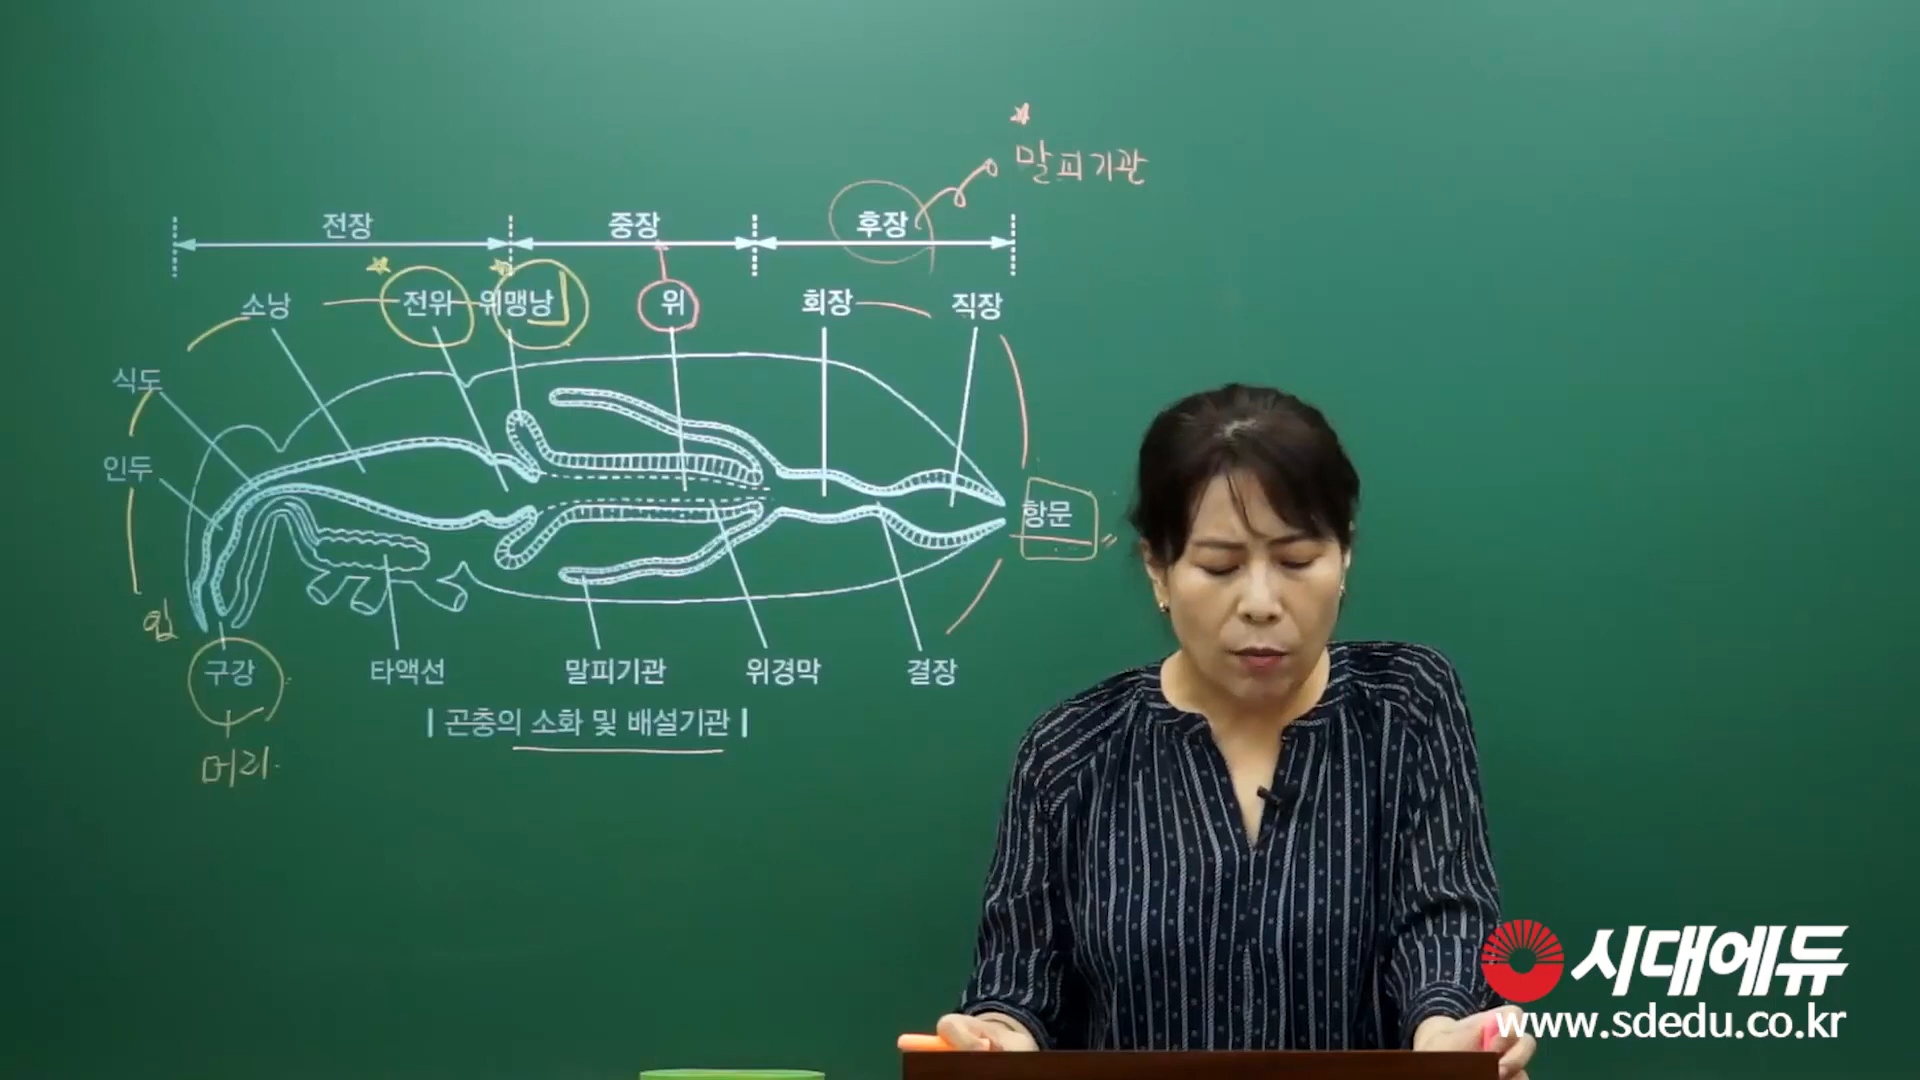 말피기관
전장 중장 후장
소낭 전위 위맹낭 위 회장 직장
식도
인두
항문
입
구강 타액선 말피기관 위경막 결장
| 곤충의 소화 및 배설기관 |
머리
시대에듀
www.sdedu.co.kr